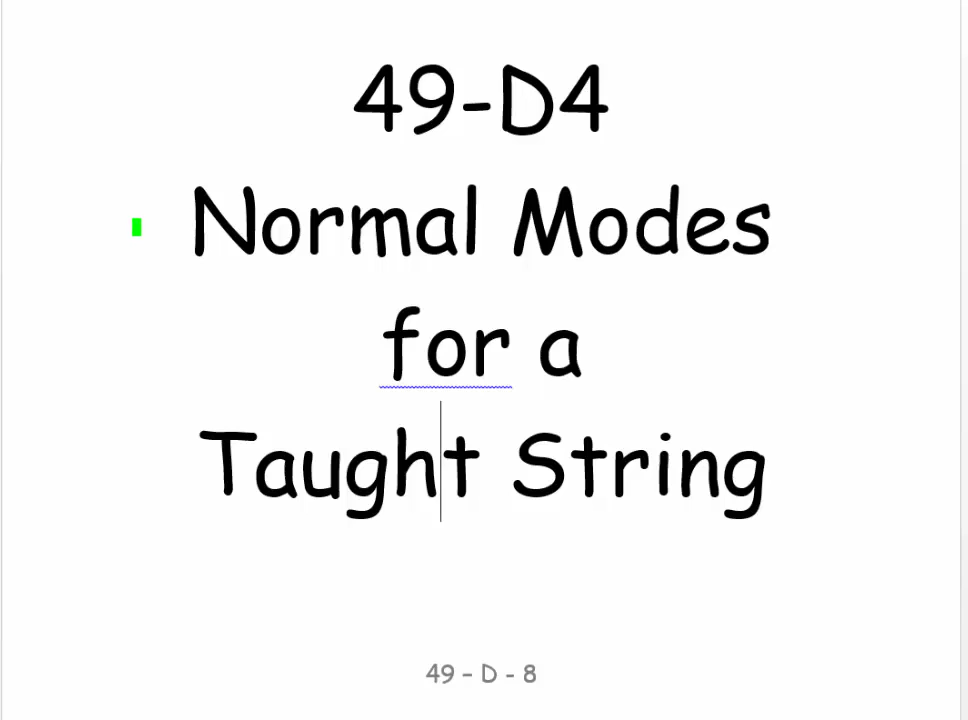 49-D4
Normal Modes
for a
Taught String
49 - D - 8